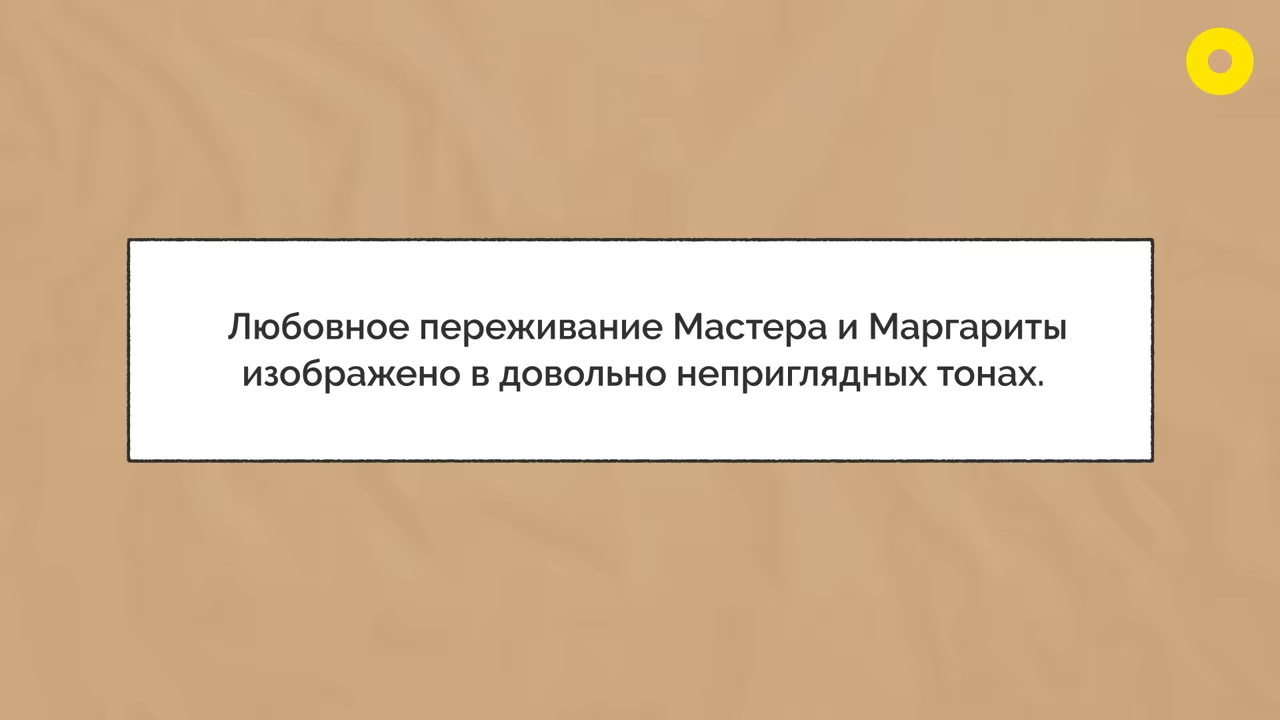 Любовное переживание Мастера и Маргариты
изображено в довольно неприглядных тонах.